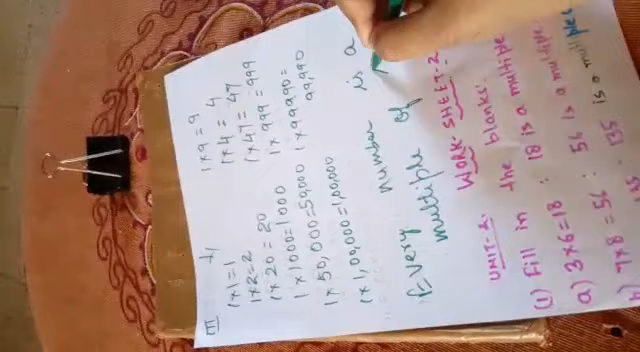 1×1=1 1×9=9
1×2=2 1×4=4
1×20=20 1×47=47
1×1000=1000 1×999=999
1×50,000=50,000 1×99990=
99,990
1×1,00,000=1,00,000
Every number is a
multiple of
UNIT-2. WORK-SHEET-2
(1) Fill in the blanks.
a) 3×6=18 : 18 is a multiple
b) 7×8=56 : 56 is a multiple
135 is a multiple